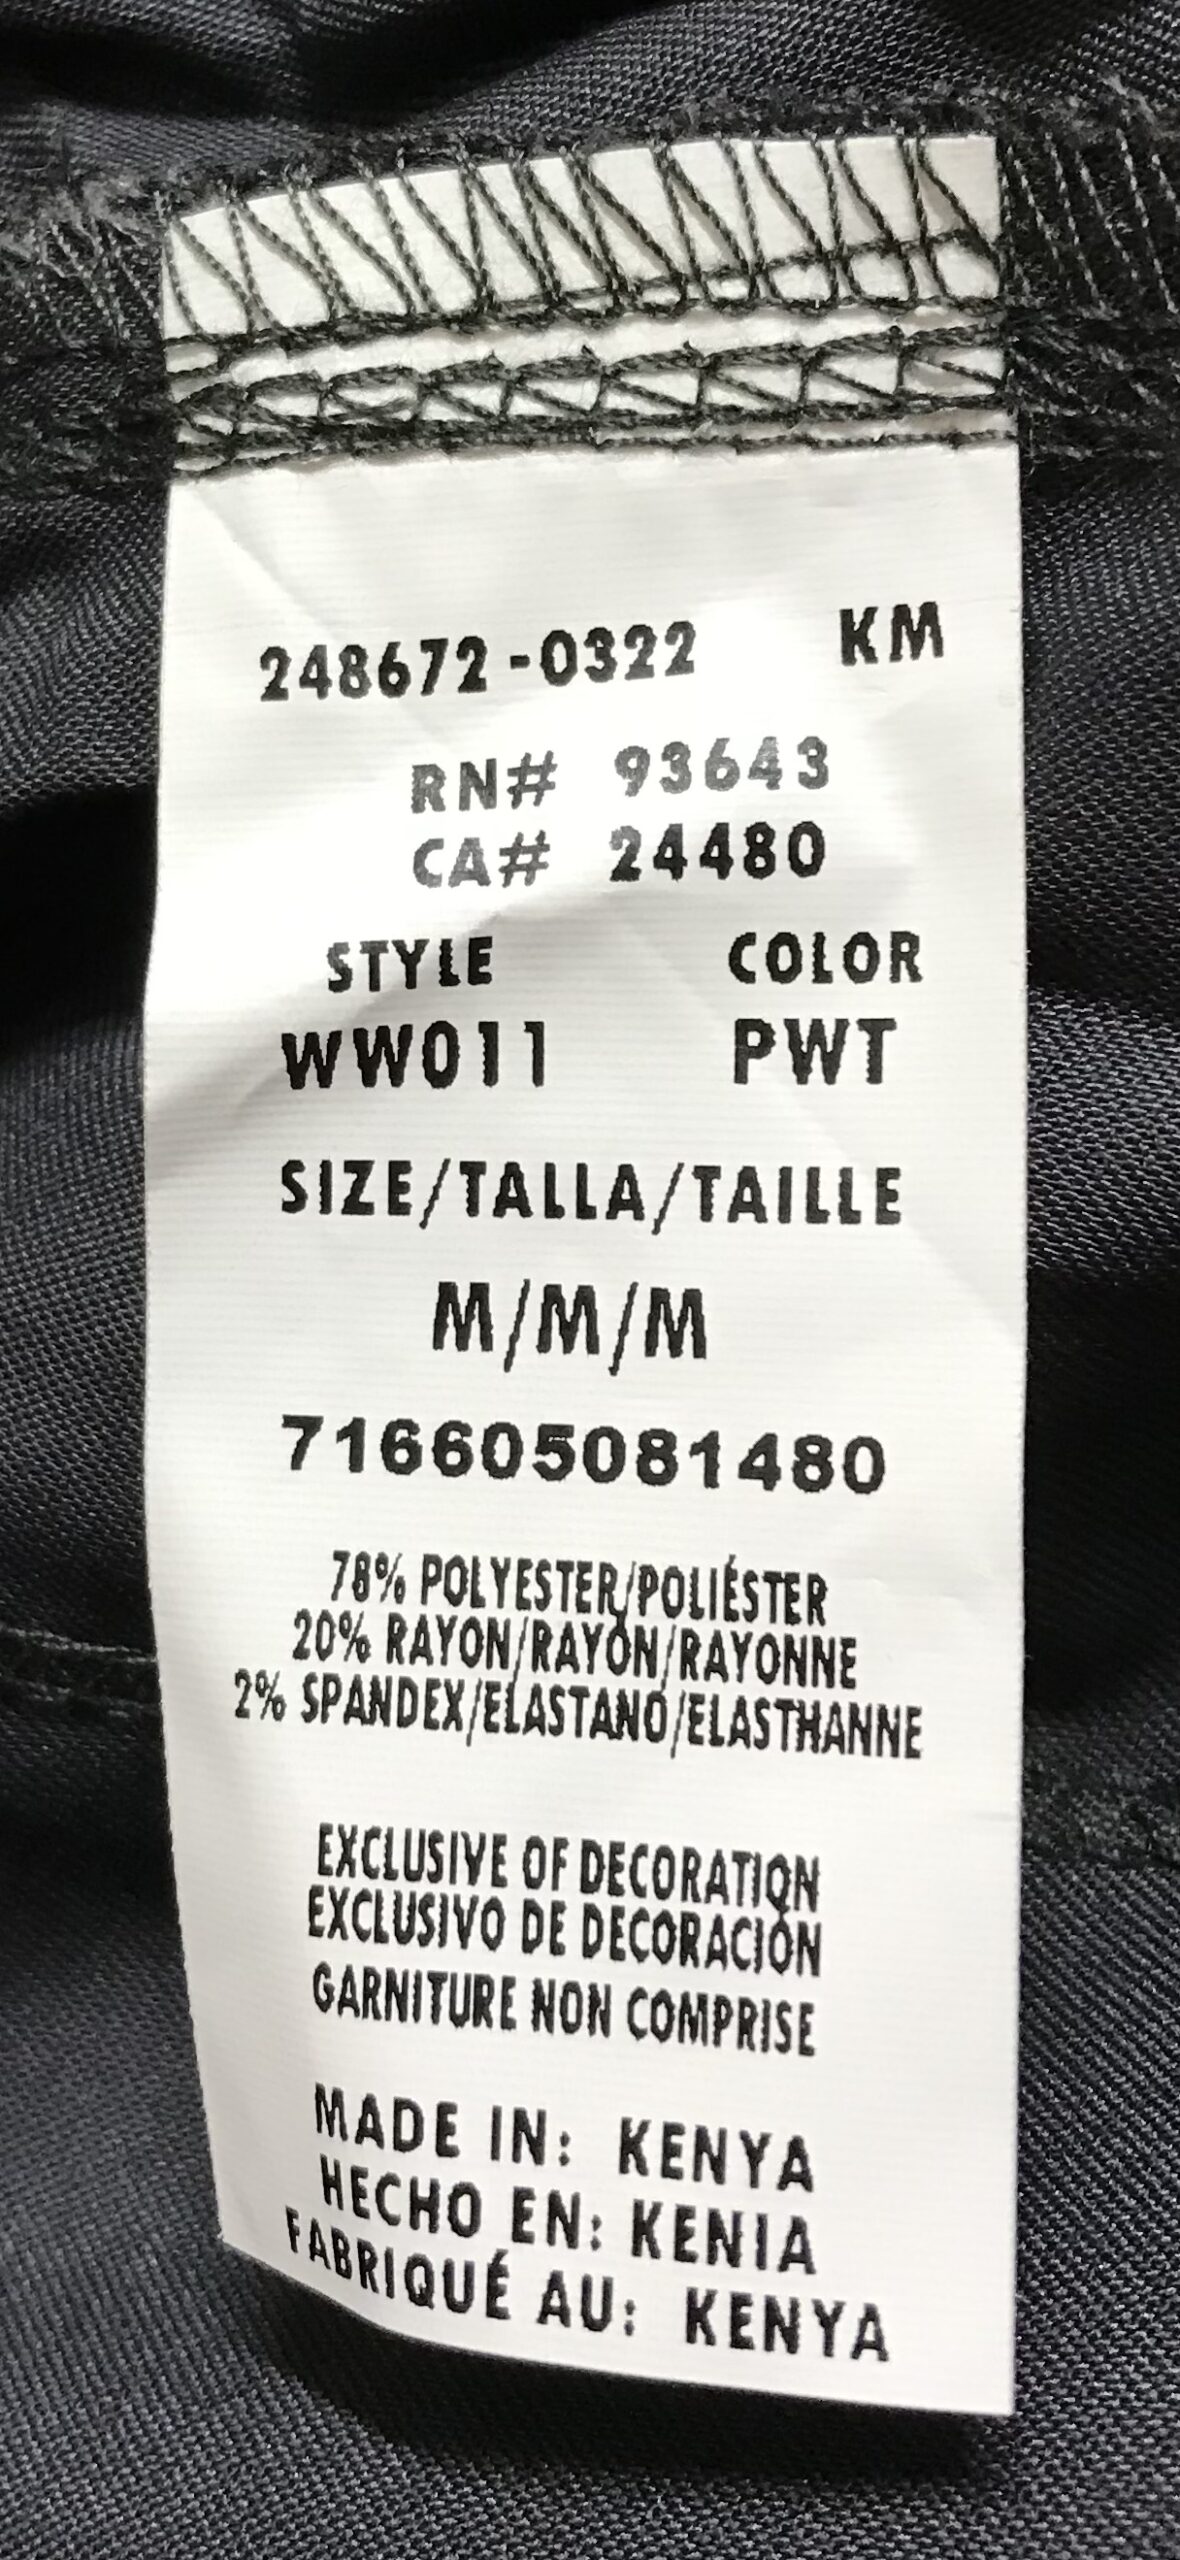 248672-0322 KM
RN# 93643
CA# 24480
STYLE COLOR
WW011 PWT
SIZE/TALLA/TAILLE
M/M/M
716605081480
78% POLYESTER/POLIÉSTER
20% RAYON/RAYÓN/RAYONNE
2% SPANDEX/ELASTANO/ELASTHANNE
EXCLUSIVE OF DECORATION
EXCLUSIVO DE DECORACIÓN
GARNITURE NON COMPRISE
MADE IN: KENYA
HECHO EN: KENIA
FABRIQUÉ AU: KENYA